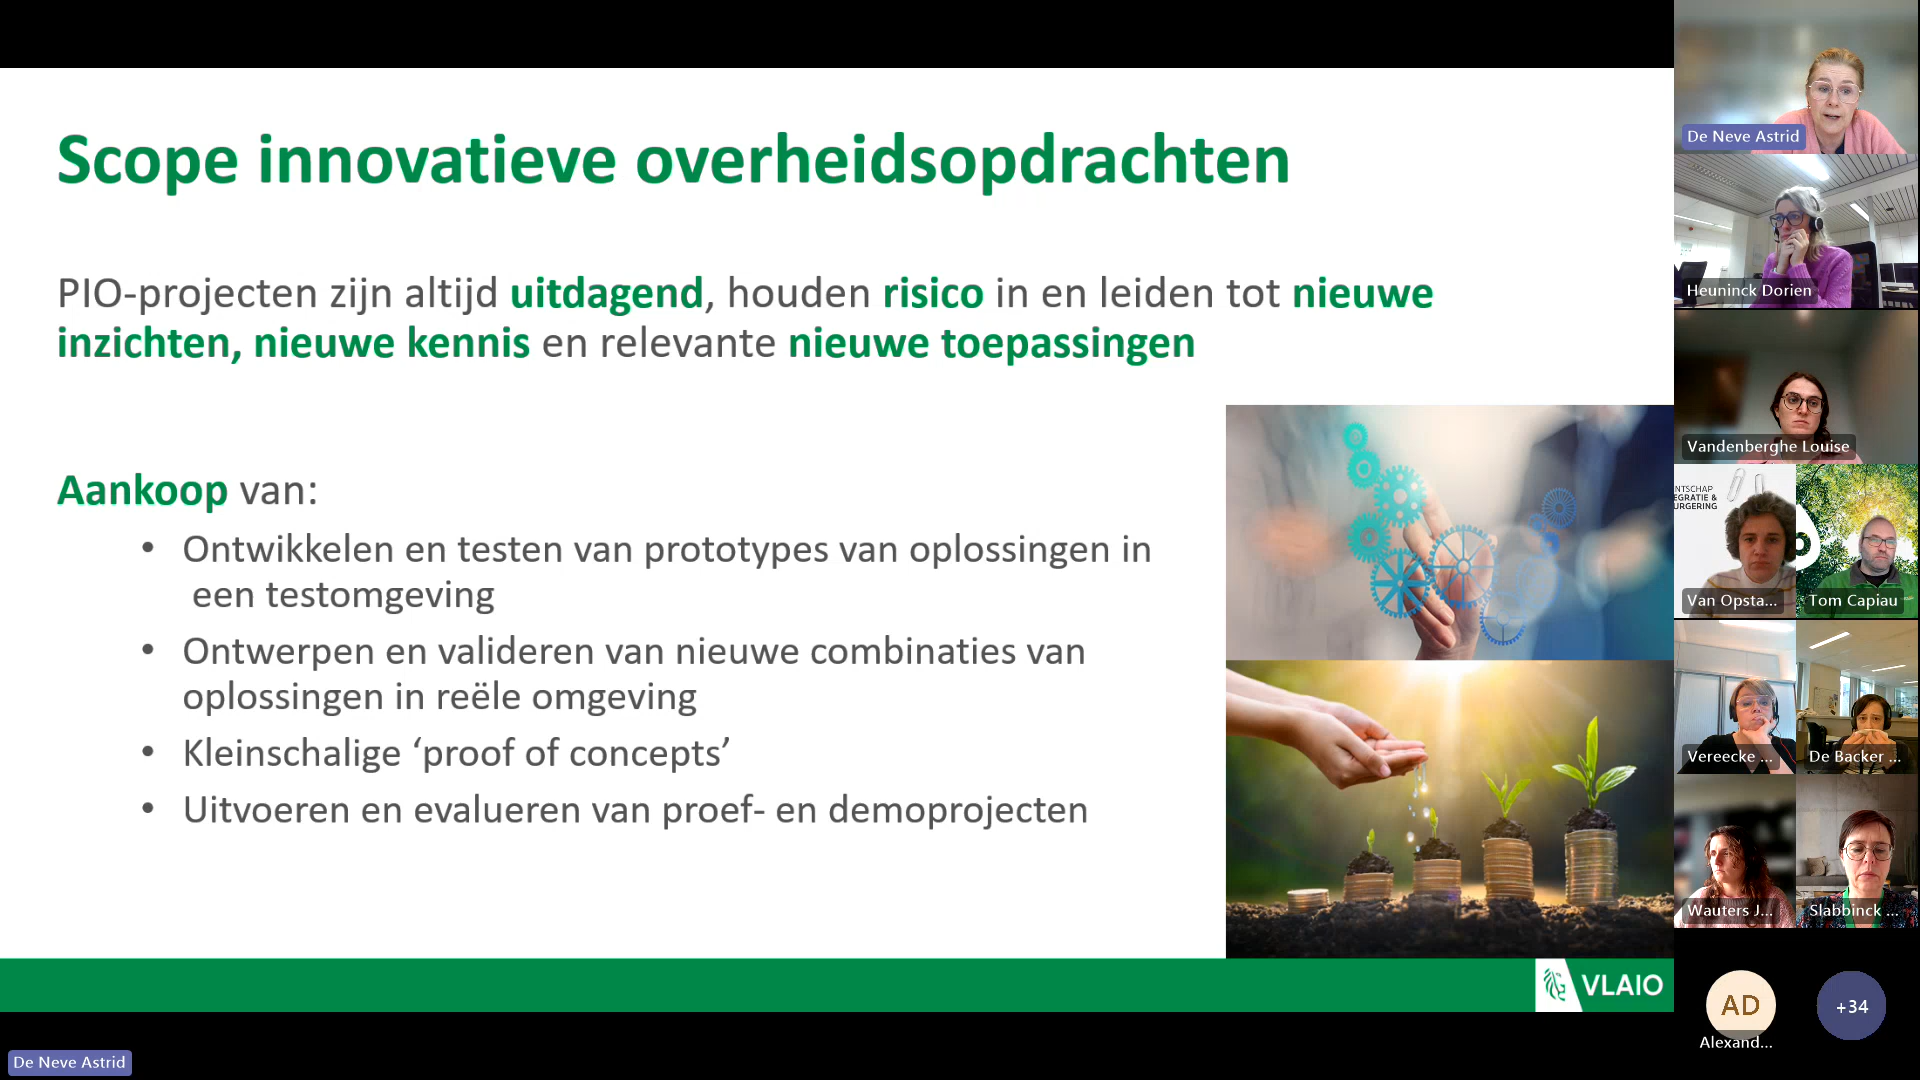 Scope innovatieve overheidsopdrachten
PIO-projecten zijn altijd uitdagend, houden risico in en leiden tot nieuwe
inzichten, nieuwe kennis en relevante nieuwe toepassingen
Aankoop van:
• Ontwikkelen en testen van prototypes van oplossingen in
een testomgeving
• Ontwerpen en valideren van nieuwe combinaties van
oplossingen in reële omgeving
• Kleinschalige ‘proof of concepts’
• Uitvoeren en evalueren van proef- en demoprojecten
VLAIO
De Neve Astrid
De Neve Astrid
Heuninck Dorien
Vandenberghe Louise
NTSCHAP
EGRATIE &
URGERING
Van Opsta...
Tom Capiau
Vereecke ...
De Backer ...
Wauters J...
Slabbinck ...
AD
Alexand...
+34